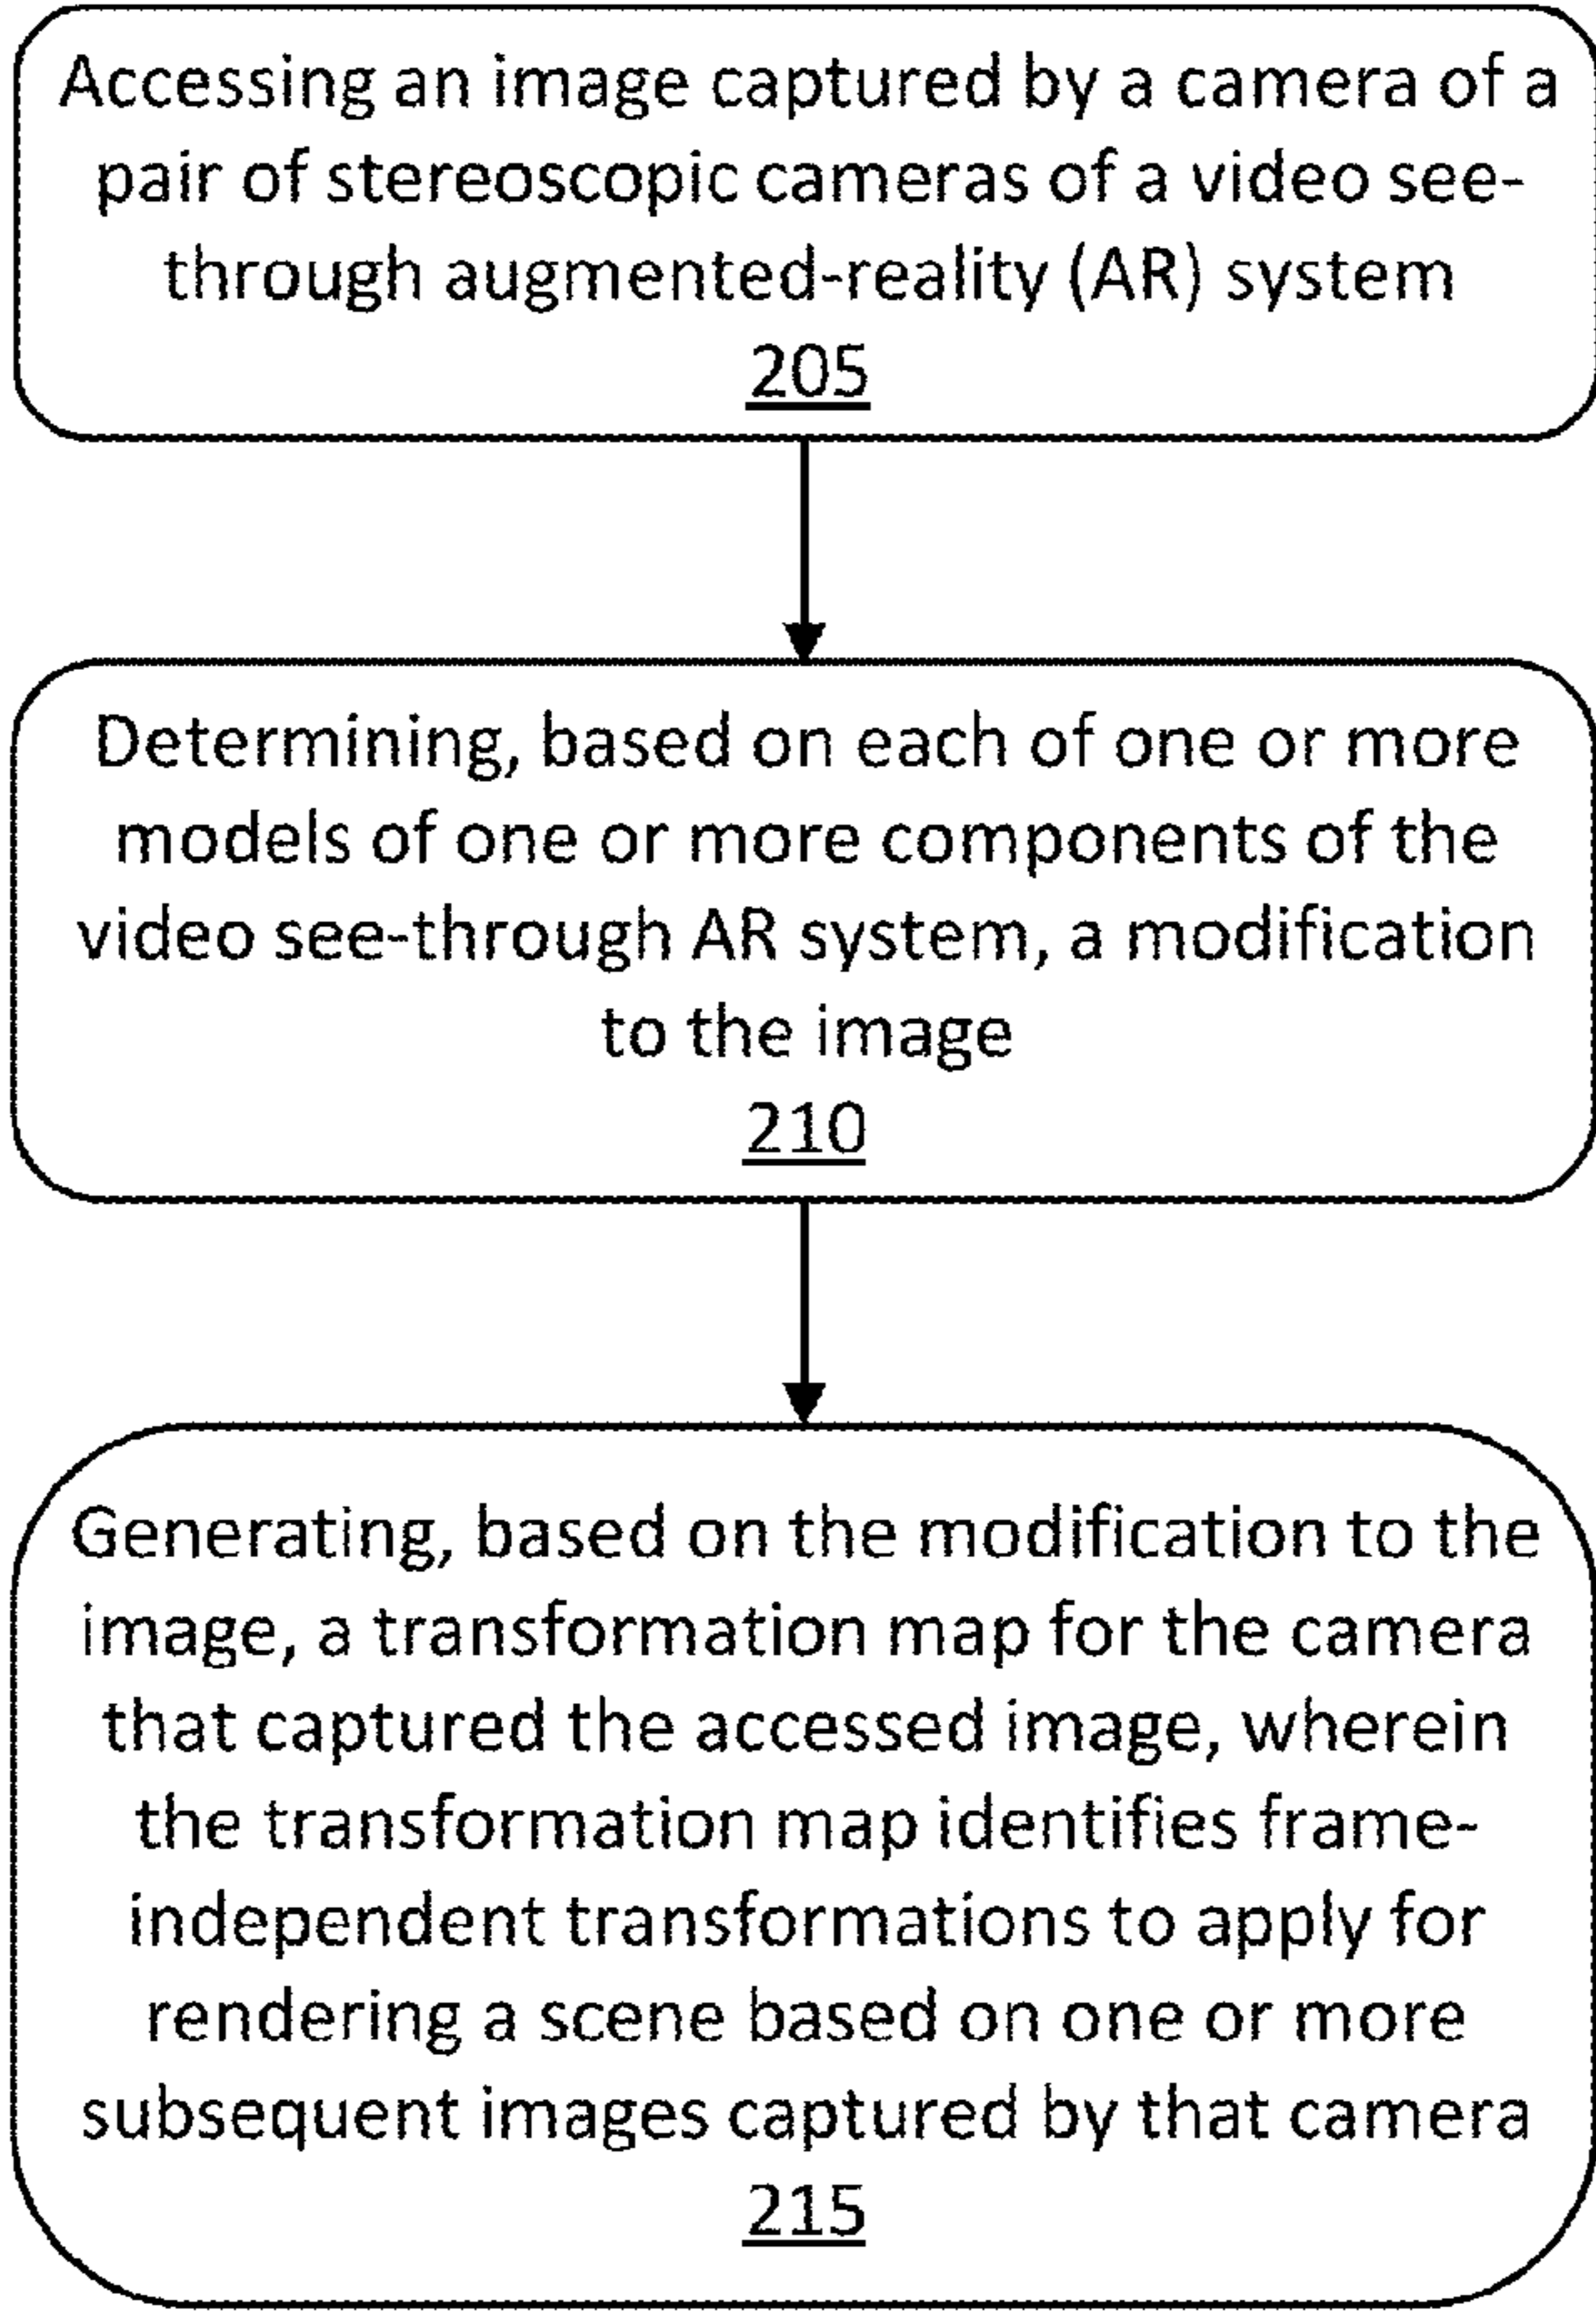 Accessing an image captured by a camera of a
pair of stereoscopic cameras of a video see-
through augmented-reality (AR) system
205
Determining, based on each of one or more
models of one or more components of the
video see-through AR system, a modification
to the image
210
Generating, based on the modification to the
image, a transformation map for the camera
that captured the accessed image, wherein
the transformation map identifies frame-
independent transformations to apply for
rendering a scene based on one or more
subsequent images captured by that camera
215